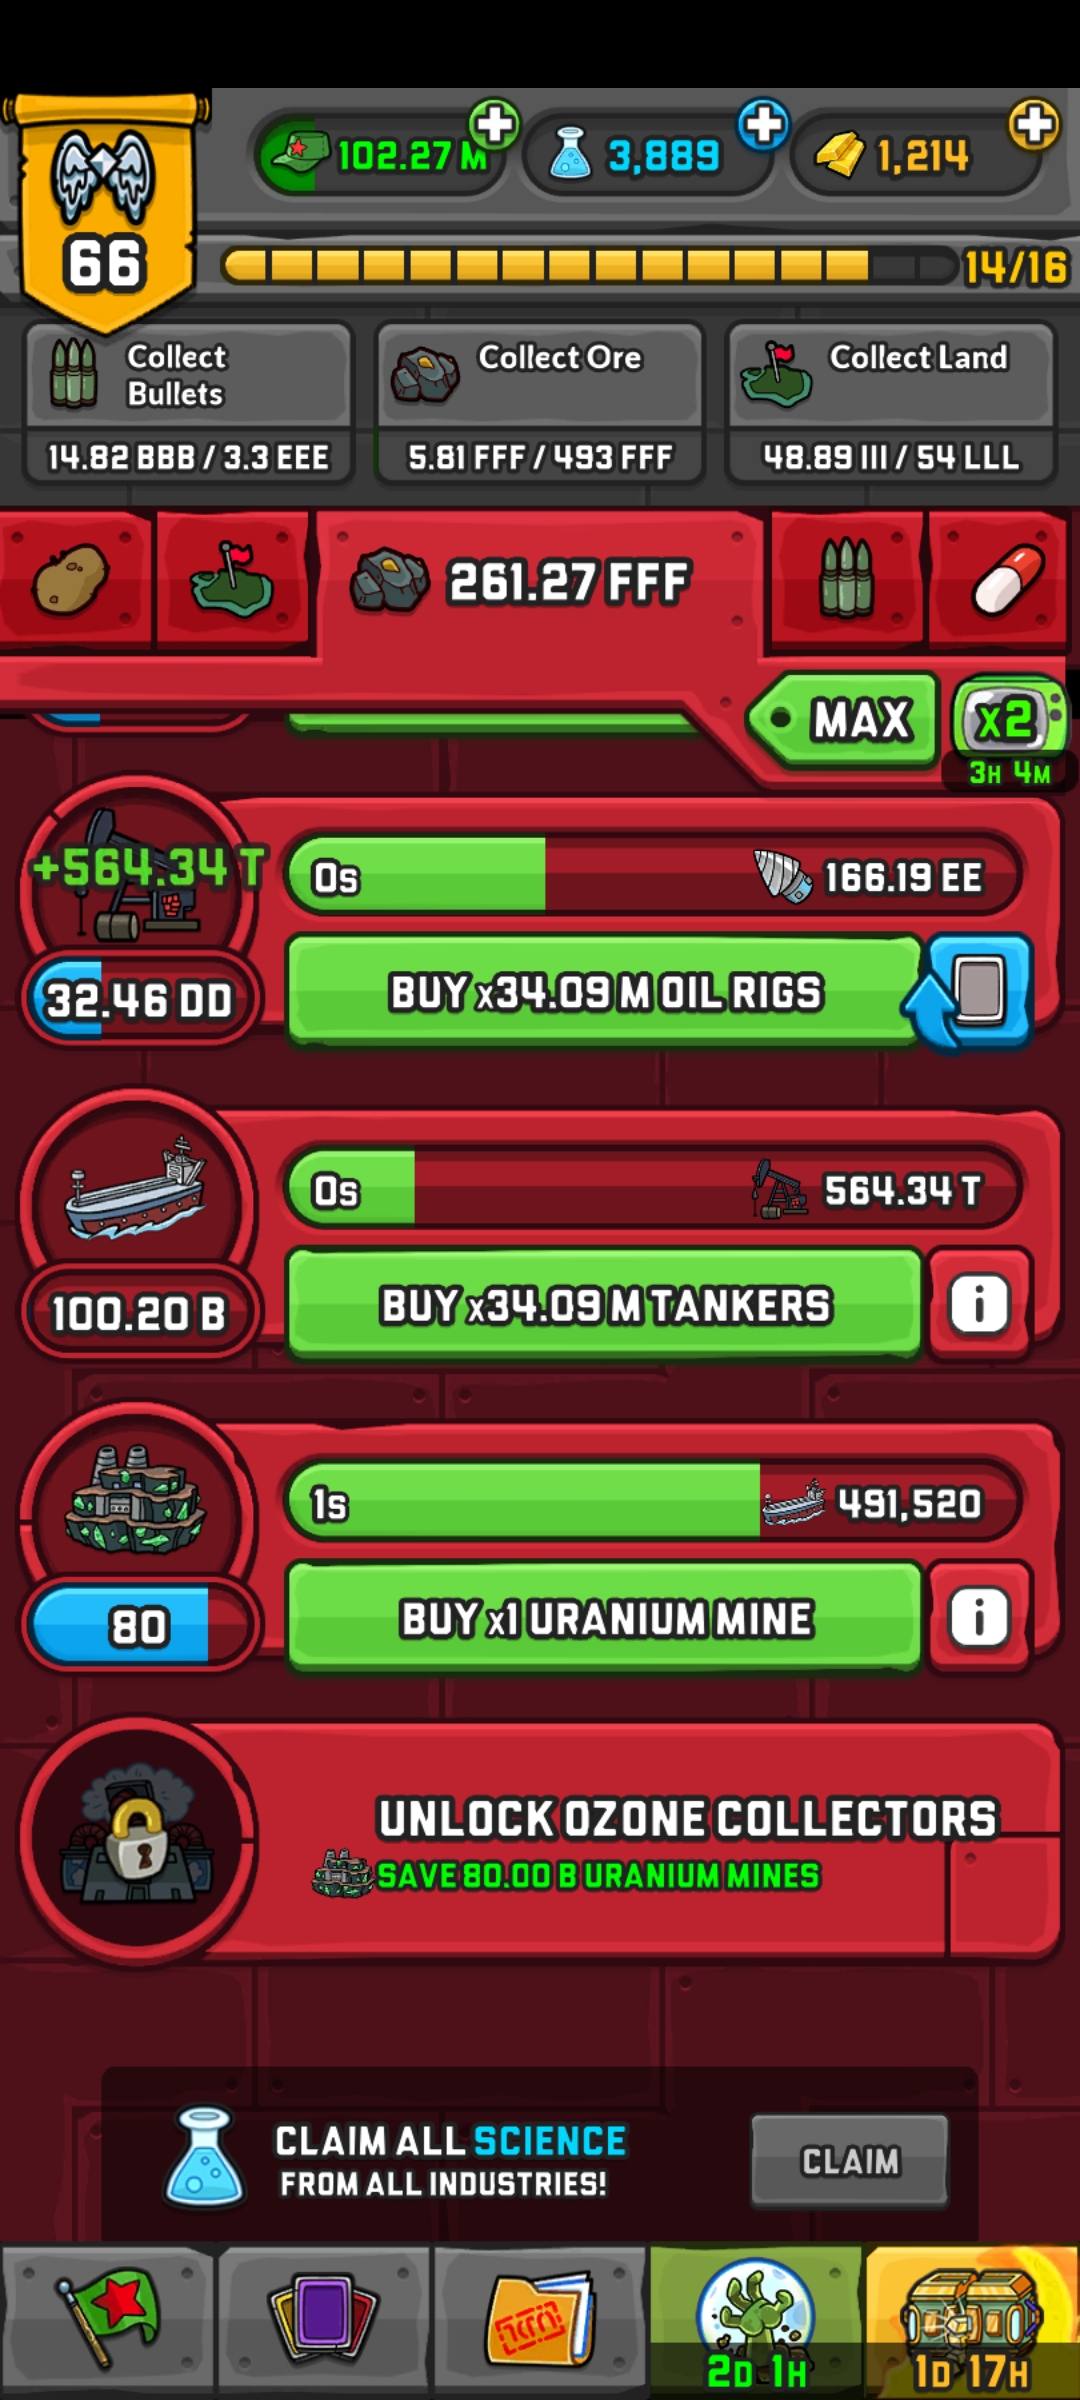 66
102.27 M
3,889
1,214
14/16
Collect
Bullets
14.82 BBB / 3.3 EEE
Collect Ore
5.81 FFF / 493 FFF
Collect Land
48.89 III / 54 LLL
261.27 FFF
MAX
x2
3H 4M
+564.34 T
0s
166.19 EE
32.46 DD
BUY x34.09 M OIL RIGS
0s
564.34 T
100.20 B
BUY x34.09 M TANKERS
i
1s
491,520
80
BUY x1 URANIUM MINE
i
UNLOCK OZONE COLLECTORS
SAVE 80.00 B URANIUM MINES
CLAIM ALL SCIENCE
FROM ALL INDUSTRIES!
CLAIM
2D 1H
1D 17H